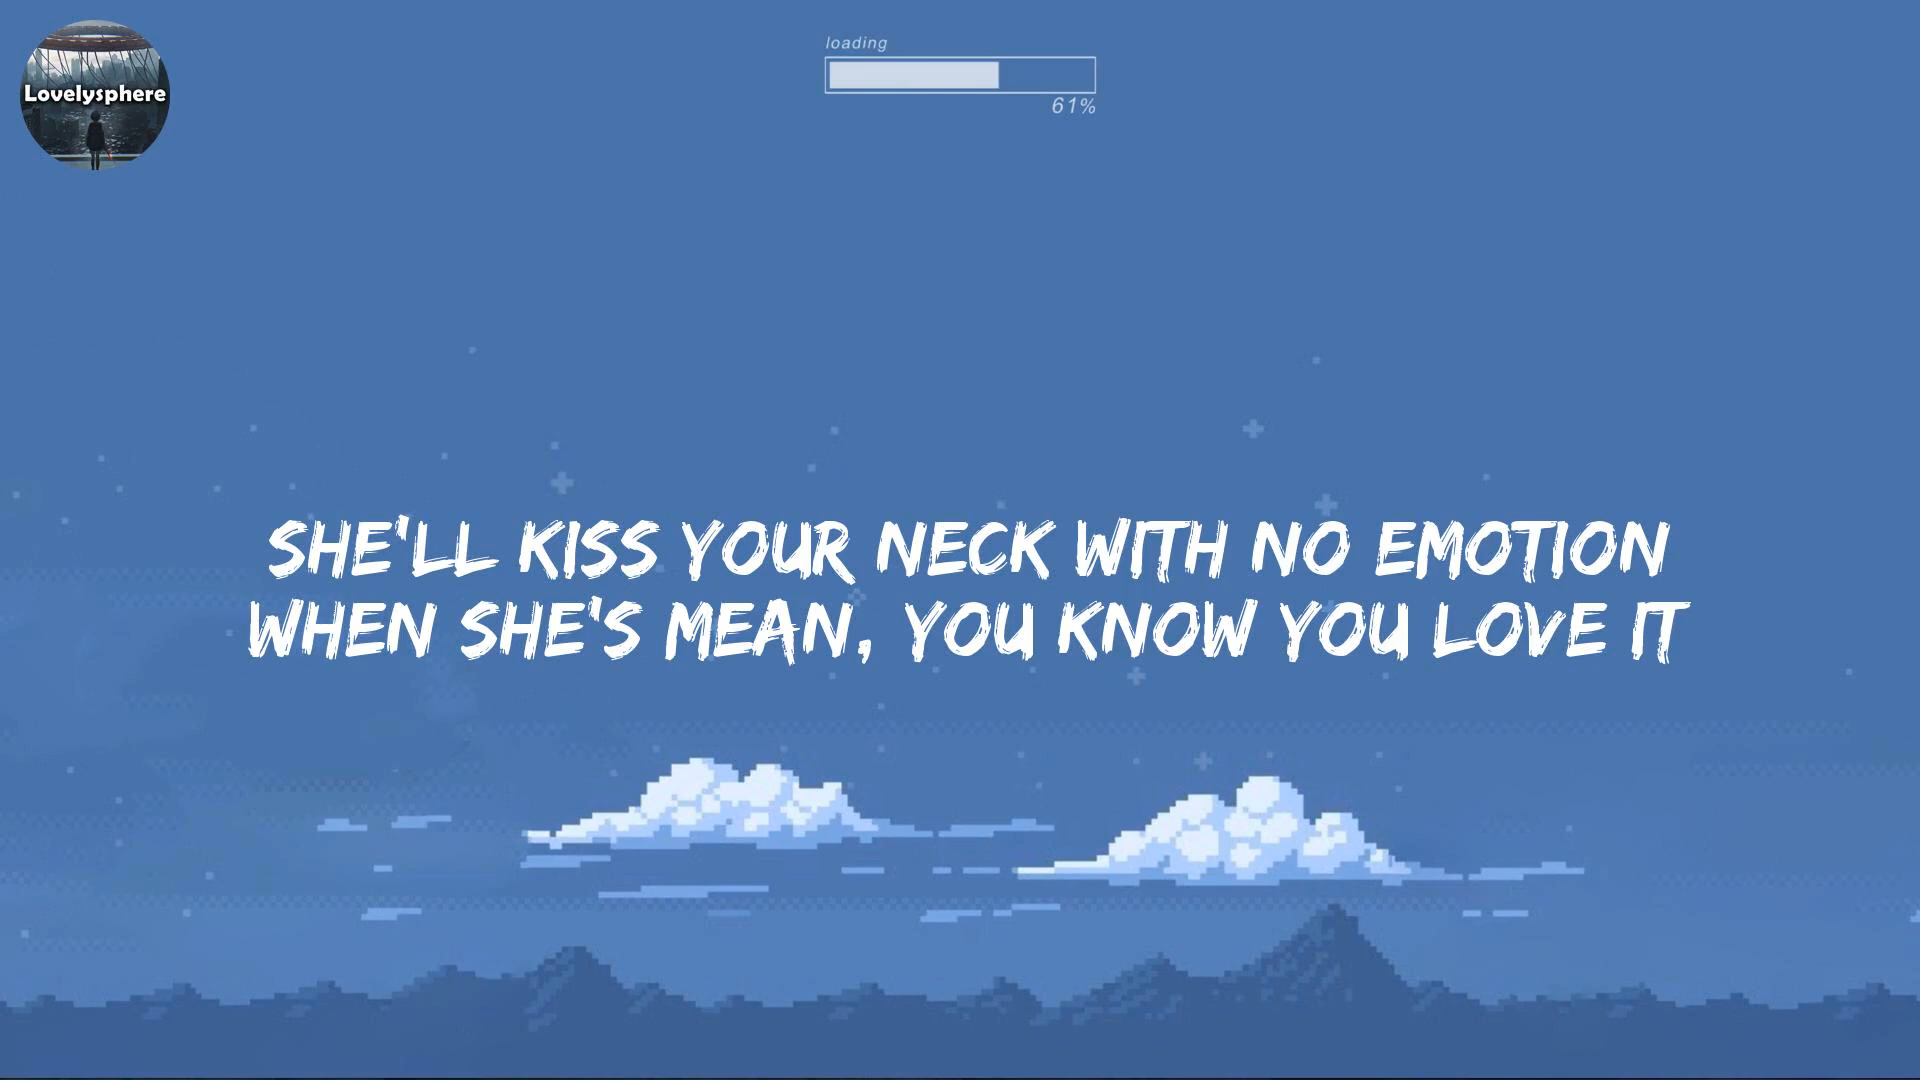 Lovelysphere
loading
61%
SHE'LL KISS YOUR NECK WITH NO EMOTION
WHEN SHE'S MEAN, YOU KNOW YOU LOVE IT